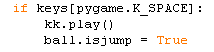 if keys[pygame.K_SPACE]:
    kk.play()
    ball.isjump = True